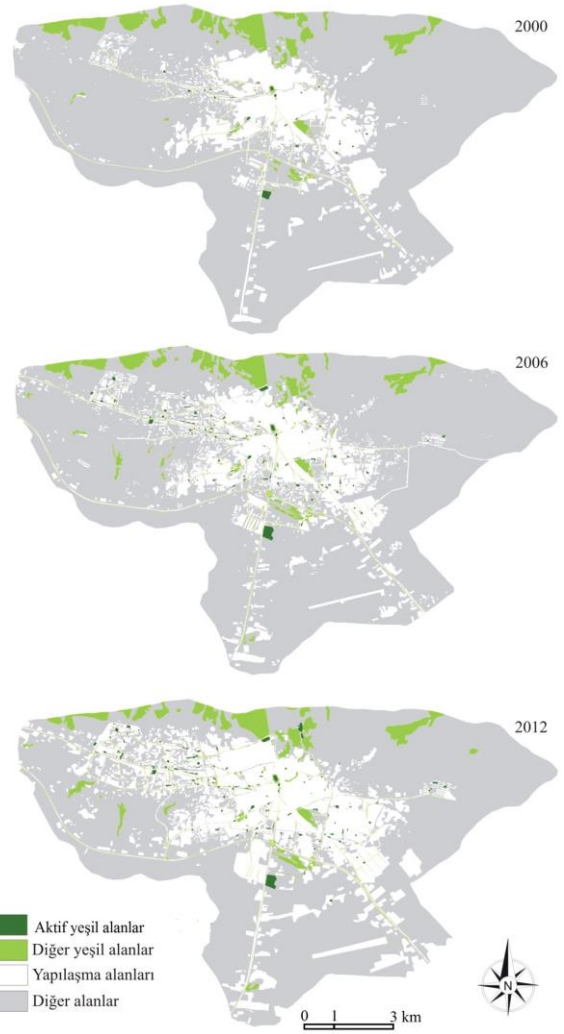 2000
2006
2012
Aktif yeşil alanlar
Diğer yeşil alanlar
Yapılaşma alanları
Diğer alanlar
N
0 1 3 km